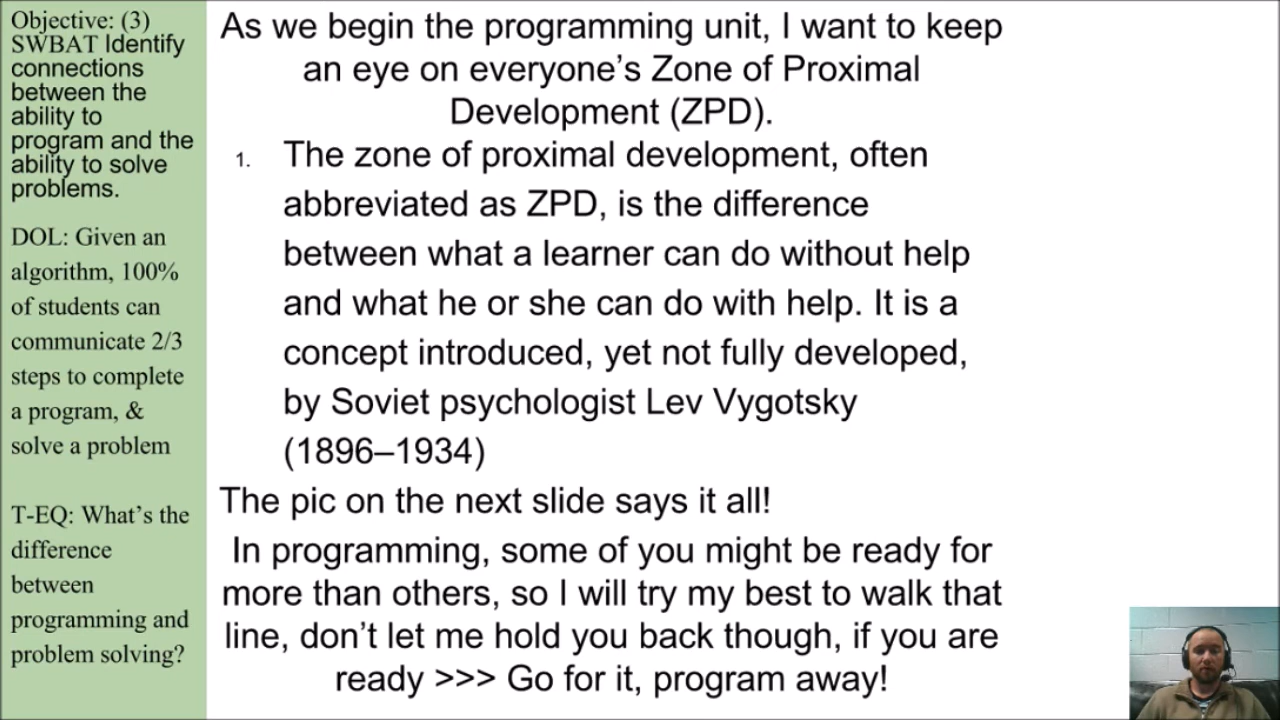 Objective: (3)
SWBAT Identify
connections
between the
ability to
program and the
ability to solve
problems.
DOL: Given an
algorithm, 100%
of students can
communicate 2/3
steps to complete
a program, &
solve a problem
T-EQ: What's the
difference
between
programming and
problem solving?
As we begin the programming unit, I want to keep
an eye on everyone's Zone of Proximal
Development (ZPD).
1. The zone of proximal development, often
abbreviated as ZPD, is the difference
between what a learner can do without help
and what he or she can do with help. It is a
concept introduced, yet not fully developed,
by Soviet psychologist Lev Vygotsky
(1896–1934)
The pic on the next slide says it all!
In programming, some of you might be ready for
more than others, so I will try my best to walk that
line, don't let me hold you back though, if you are
ready >>> Go for it, program away!